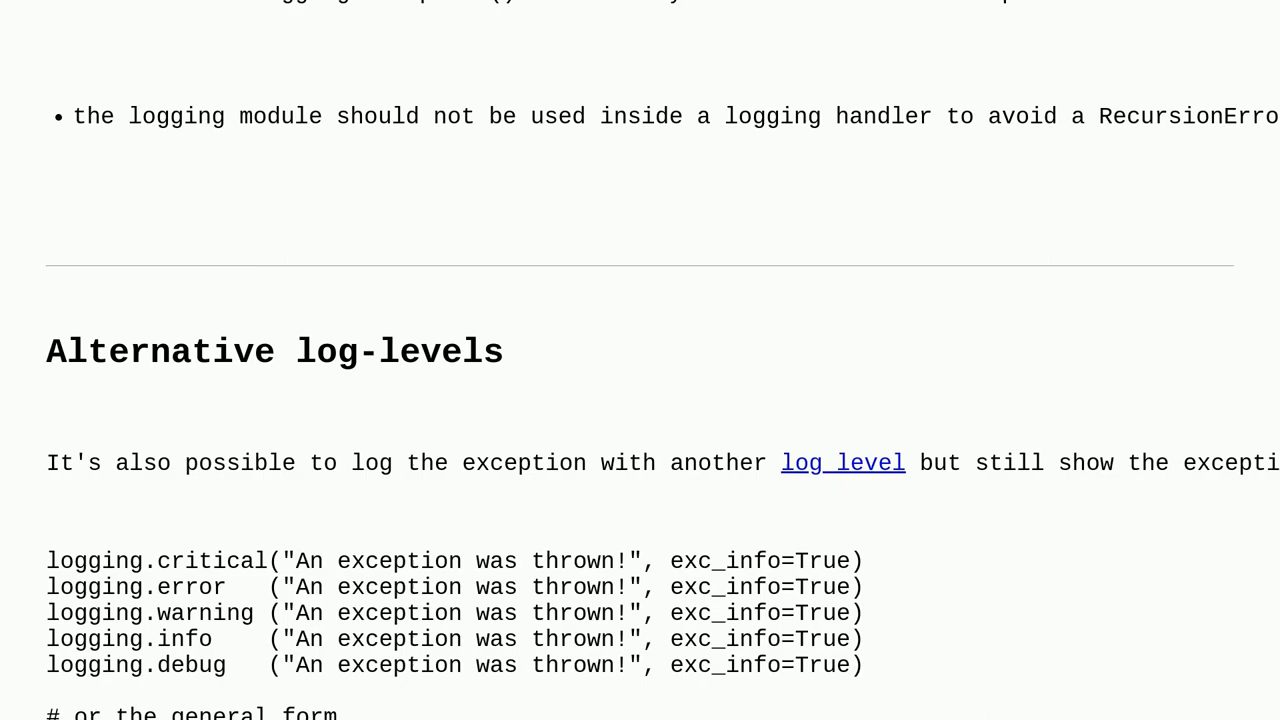 • the logging module should not be used inside a logging handler to avoid a RecursionErro
Alternative log-levels
It's also possible to log the exception with another log level but still show the excepti
logging.critical("An exception was thrown!", exc_info=True)
logging.error   ("An exception was thrown!", exc_info=True)
logging.warning ("An exception was thrown!", exc_info=True)
logging.info    ("An exception was thrown!", exc_info=True)
logging.debug   ("An exception was thrown!", exc_info=True)
# or the general form